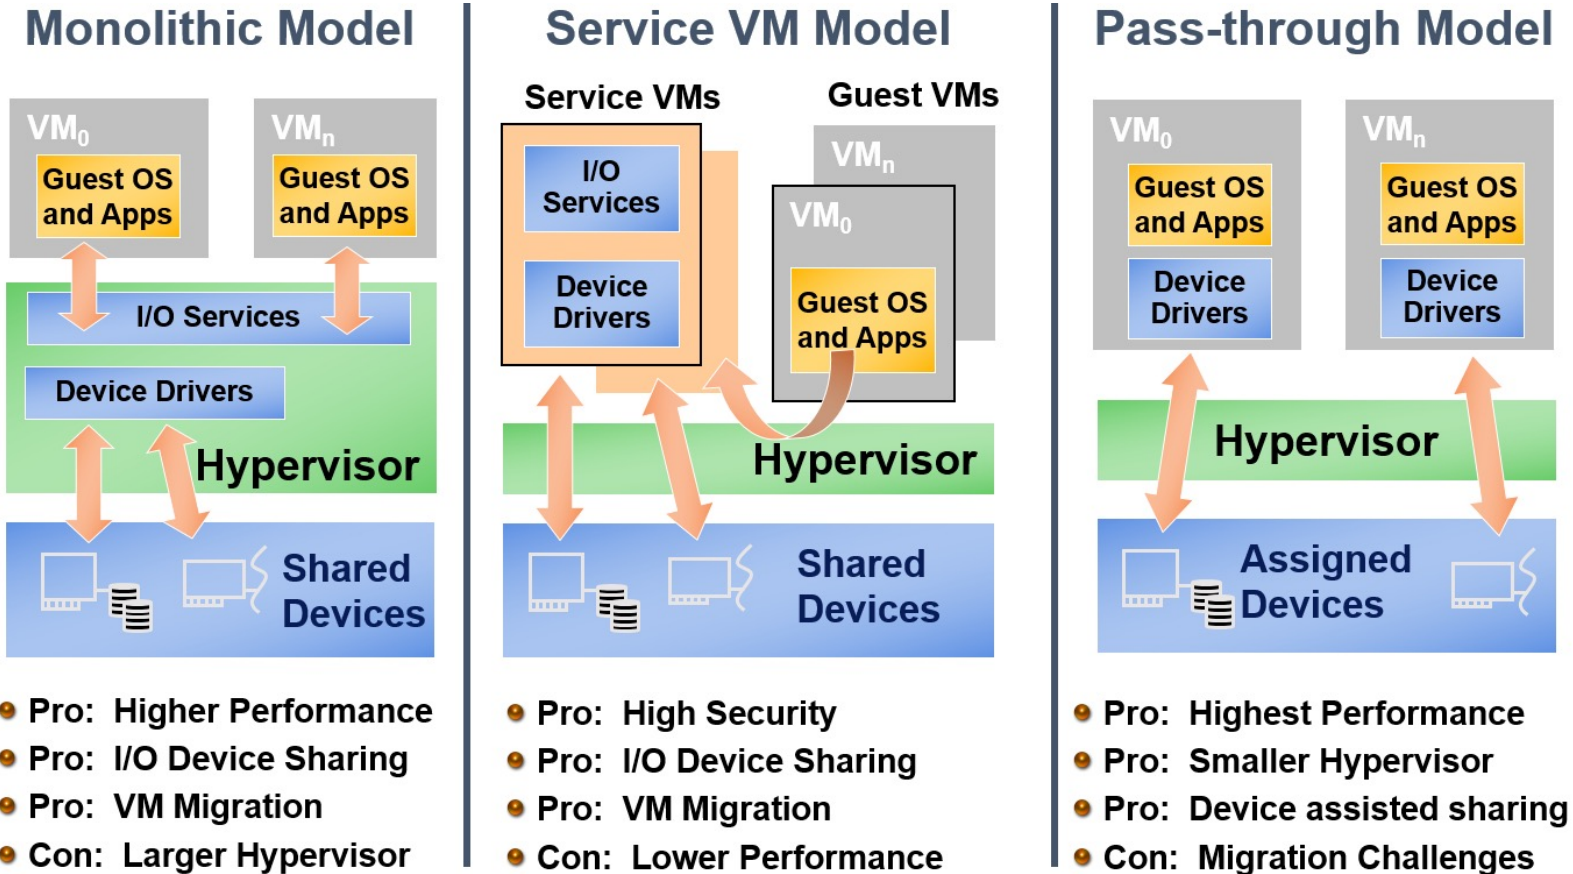 Monolithic Model
VM0
Guest OS
and Apps
VMn
Guest OS
and Apps
I/O Services
Device Drivers
Hypervisor
Shared
Devices
Pro: Higher Performance
Pro: I/O Device Sharing
Pro: VM Migration
Con: Larger Hypervisor
Service VM Model
Service VMs
I/O
Services
Device
Drivers
Guest VMs
VMn
VM0
Guest OS
and Apps
Hypervisor
Shared
Devices
Pro: High Security
Pro: I/O Device Sharing
Pro: VM Migration
Con: Lower Performance
Pass-through Model
VM0
Guest OS
and Apps
Device
Drivers
VMn
Guest OS
and Apps
Device
Drivers
Hypervisor
Assigned
Devices
Pro: Highest Performance
Pro: Smaller Hypervisor
Pro: Device assisted sharing
Con: Migration Challenges